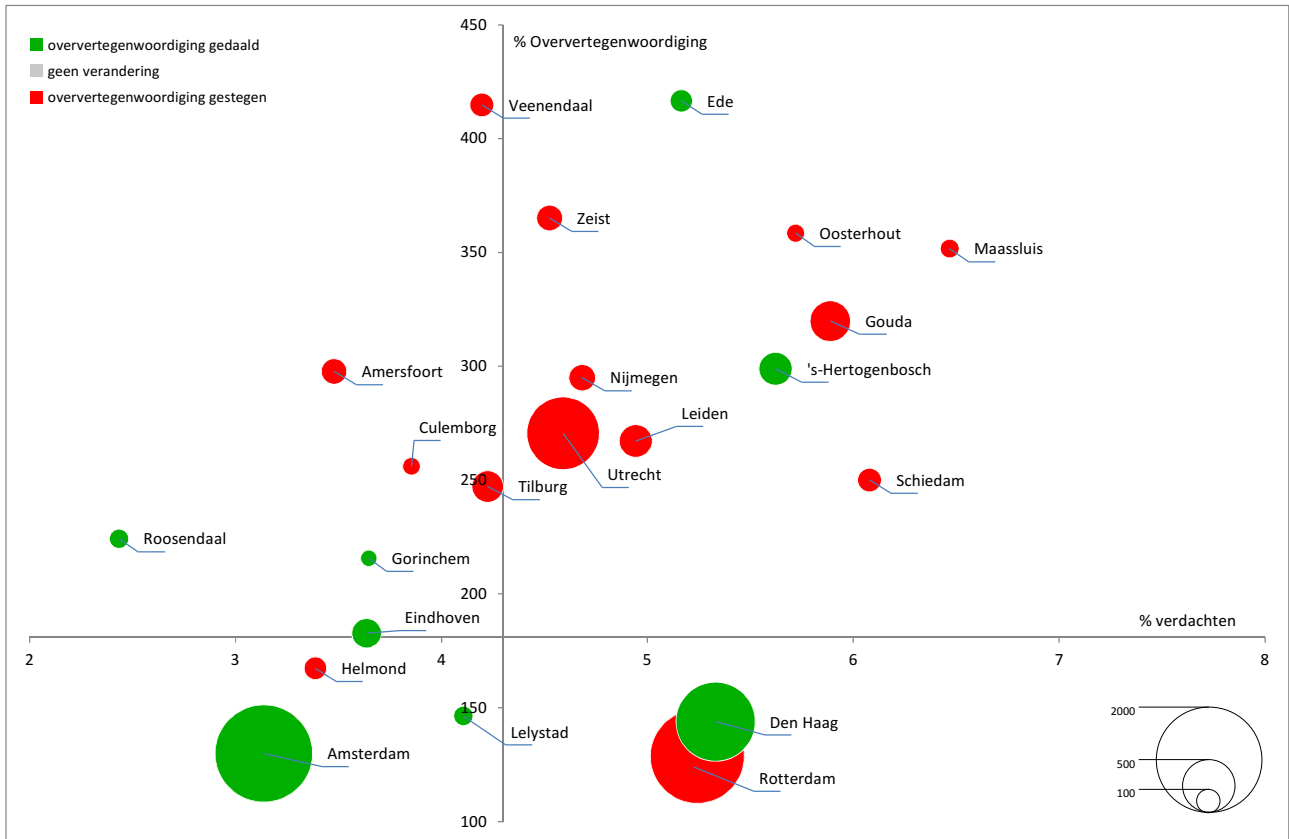 450
% Oververtegenwoordiging
oververtegenwoordiging gedaald
geen verandering
oververtegenwoordiging gestegen
Veenendaal
Ede
400
Zeist
Oosterhout
Maassluis
350
Gouda
300
Amersfoort
Nijmegen
's-Hertogenbosch
Culemborg
Leiden
Utrecht
250
Tilburg
Schiedam
Roosendaal
Gorinchem
200
Eindhoven
% verdachten
2 3 4 5 6 7 8
Helmond
150
Lelystad
Den Haag
Amsterdam
Rotterdam
100
2000
500
100